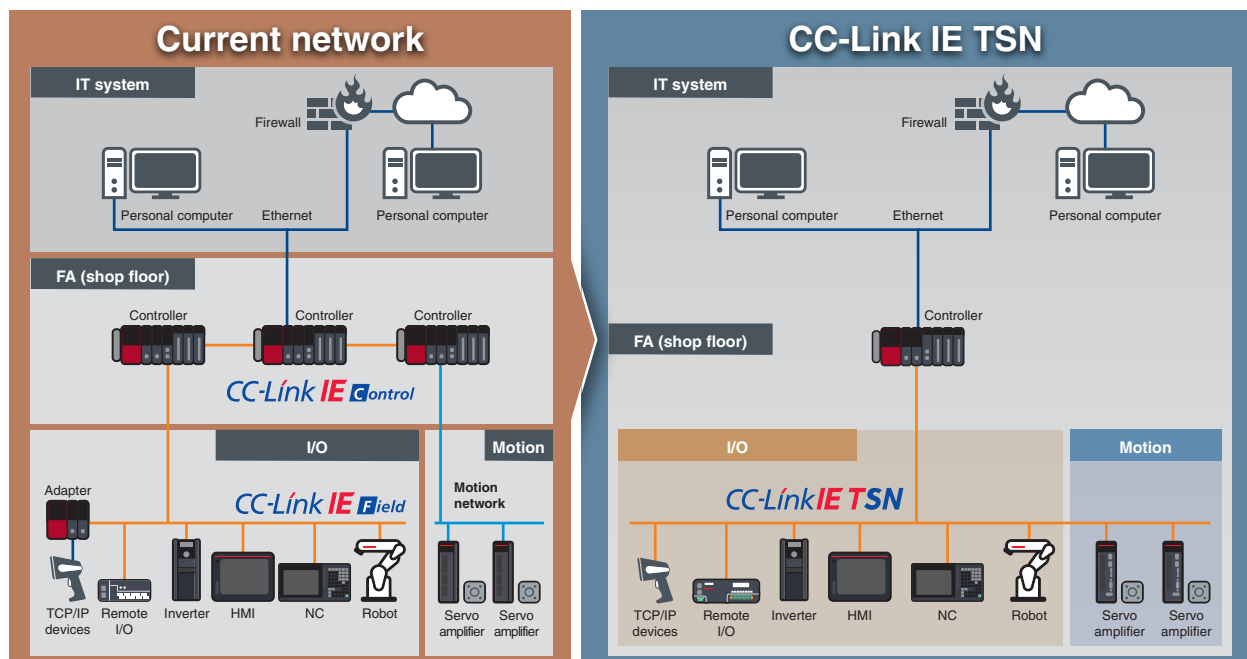 Current network
IT system
Firewall
Personal computer
Ethernet
Personal computer
FA (shop floor)
Controller
Controller
Controller
CC-Link IE Control
I/O
Motion
Adapter
CC-Link IE Field
Motion
network
TCP/IP
devices
Remote
I/O
Inverter
HMI
NC
Robot
Servo
amplifier
Servo
amplifier
CC-Link IE TSN
IT system
Firewall
Personal computer
Ethernet
Personal computer
Controller
FA (shop floor)
I/O
Motion
CC-Link IE TSN
TCP/IP
devices
Remote
I/O
Inverter
HMI
NC
Robot
Servo
amplifier
Servo
amplifier